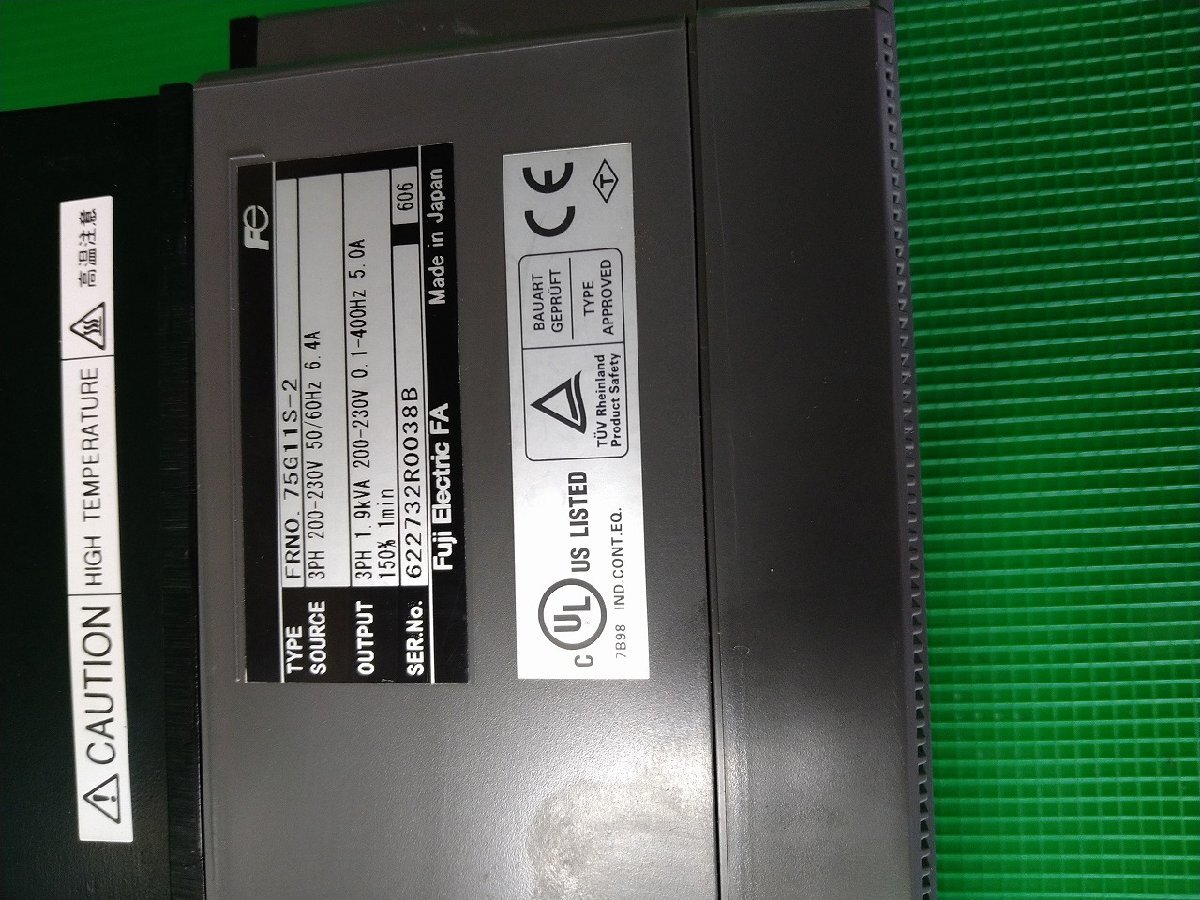 CAUTION HIGH TEMPERATURE 高温注意
FE
TYPE FRN0.75G11S-2
SOURCE 3PH 200-230V 50/60Hz 6.4A
OUTPUT 3PH 1.9kVA 200-230V 0.1-400Hz 5.0A
150% 1min
SER.No. 622732R0038B 606
Fuji Electric FA Made in Japan
C UL US LISTED
7B98 IND.CONT.EQ.
TÜV Rheinland
Product Safety
BAUART
GEPRÜFT
TYPE
APPROVED
CE
T